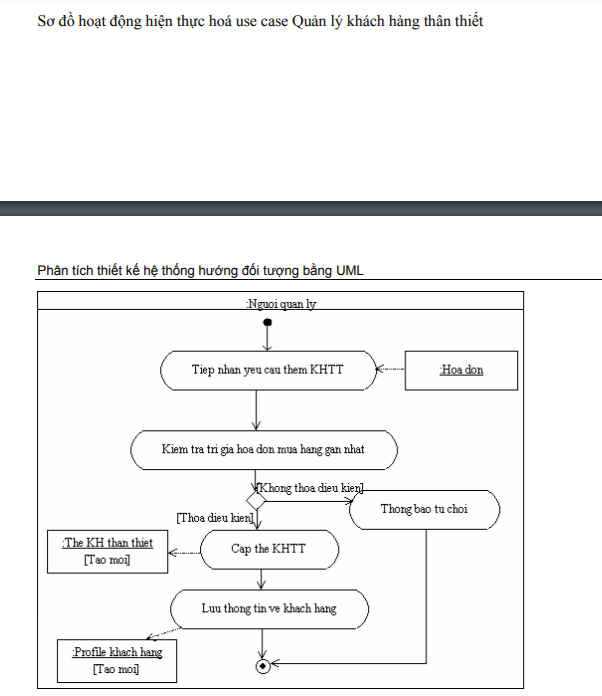 Sơ đồ hoạt động hiện thực hoá use case Quản lý khách hàng thân thiết
Phân tích thiết kế hệ thống hướng đối tượng bằng UML
:Nguoi quan ly
Tiep nhan yeu cau them KHTT
:Hoa don
Kiem tra tri gia hoa don mua hang gan nhat
[Khong thoa dieu kien]
Thong bao tu choi
[Thoa dieu kien]
:The KH than thiet
[Tao moi]
Cap the KHTT
Luu thong tin ve khach hang
:Profile khach hang
[Tao moi]